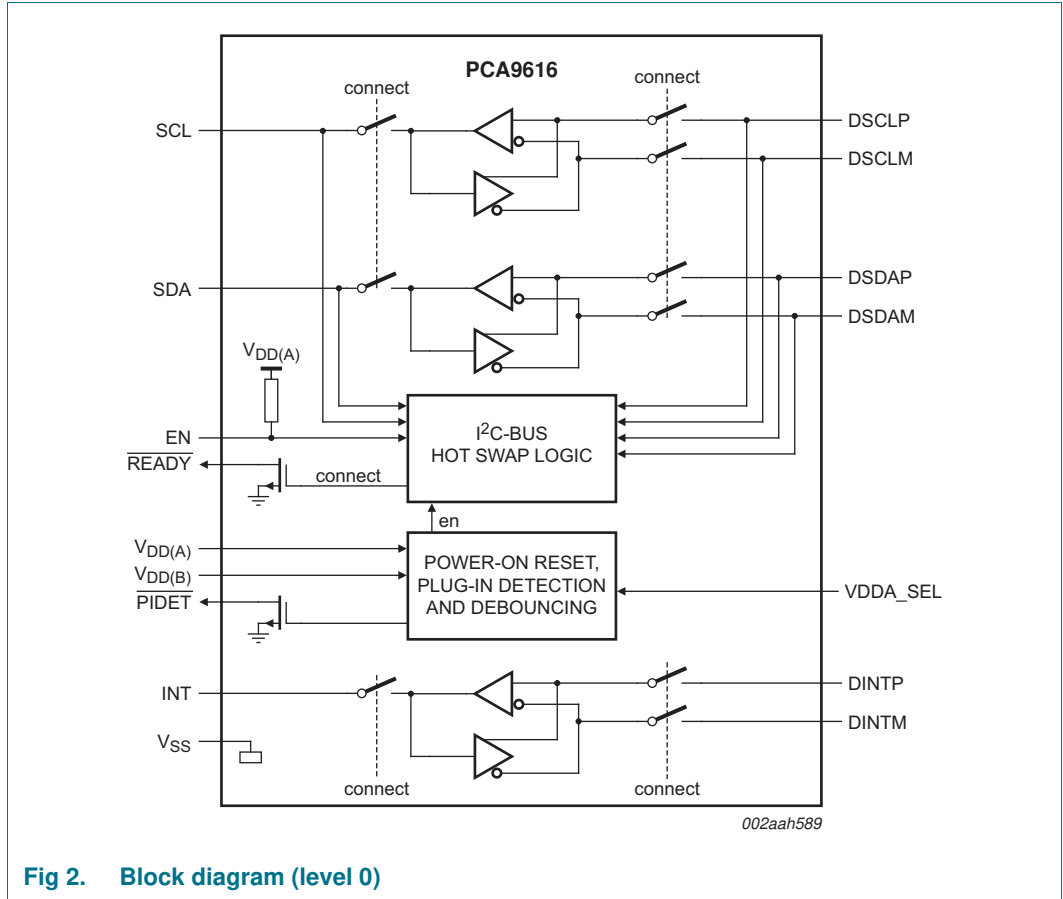 PCA9616
connect
connect
SCL
DSCLP
DSCLM
SDA
DSDAP
DSDAM
VDD(A)
EN
I²C-BUS
HOT SWAP LOGIC
READY
connect
en
VDD(A)
VDD(B)
PIDET
POWER-ON RESET,
PLUG-IN DETECTION
AND DEBOUNCING
VDDA_SEL
INT
DINTP
DINTM
VSS
connect
connect
002aah589
Fig 2. Block diagram (level 0)